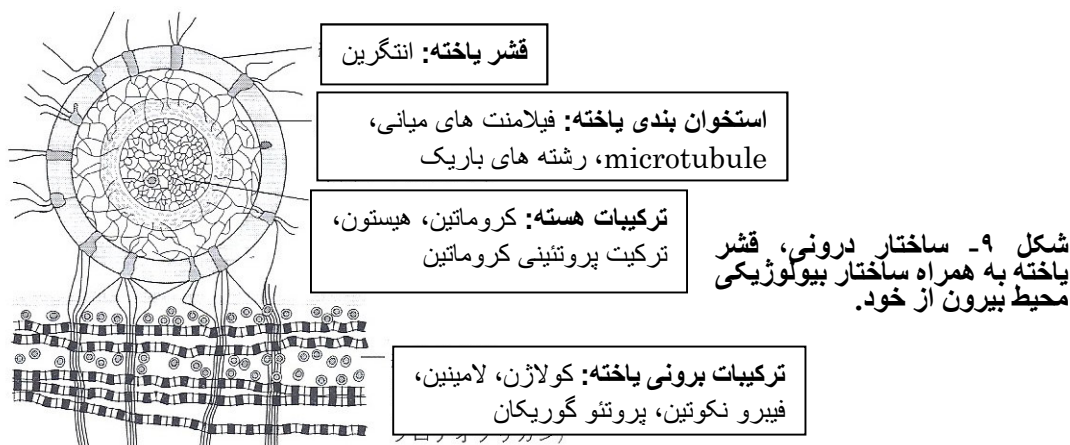 قشر یاخته: انتگرین
استخوان بندی یاخته: فیلامنت های میانی،
microtubule، رشته های باریک
ترکیبات هسته: کروماتین، هیستون،
ترکیت پروتئینی کروماتین
شکل ۹- ساختار درونی، قشر
یاخته به همراه ساختار بیولوژیکی
محیط بیرون از خود.
ترکیبات برونی یاخته: کولاژن، لامینین،
فیبرو نکوتین، پروتئو گوریکان